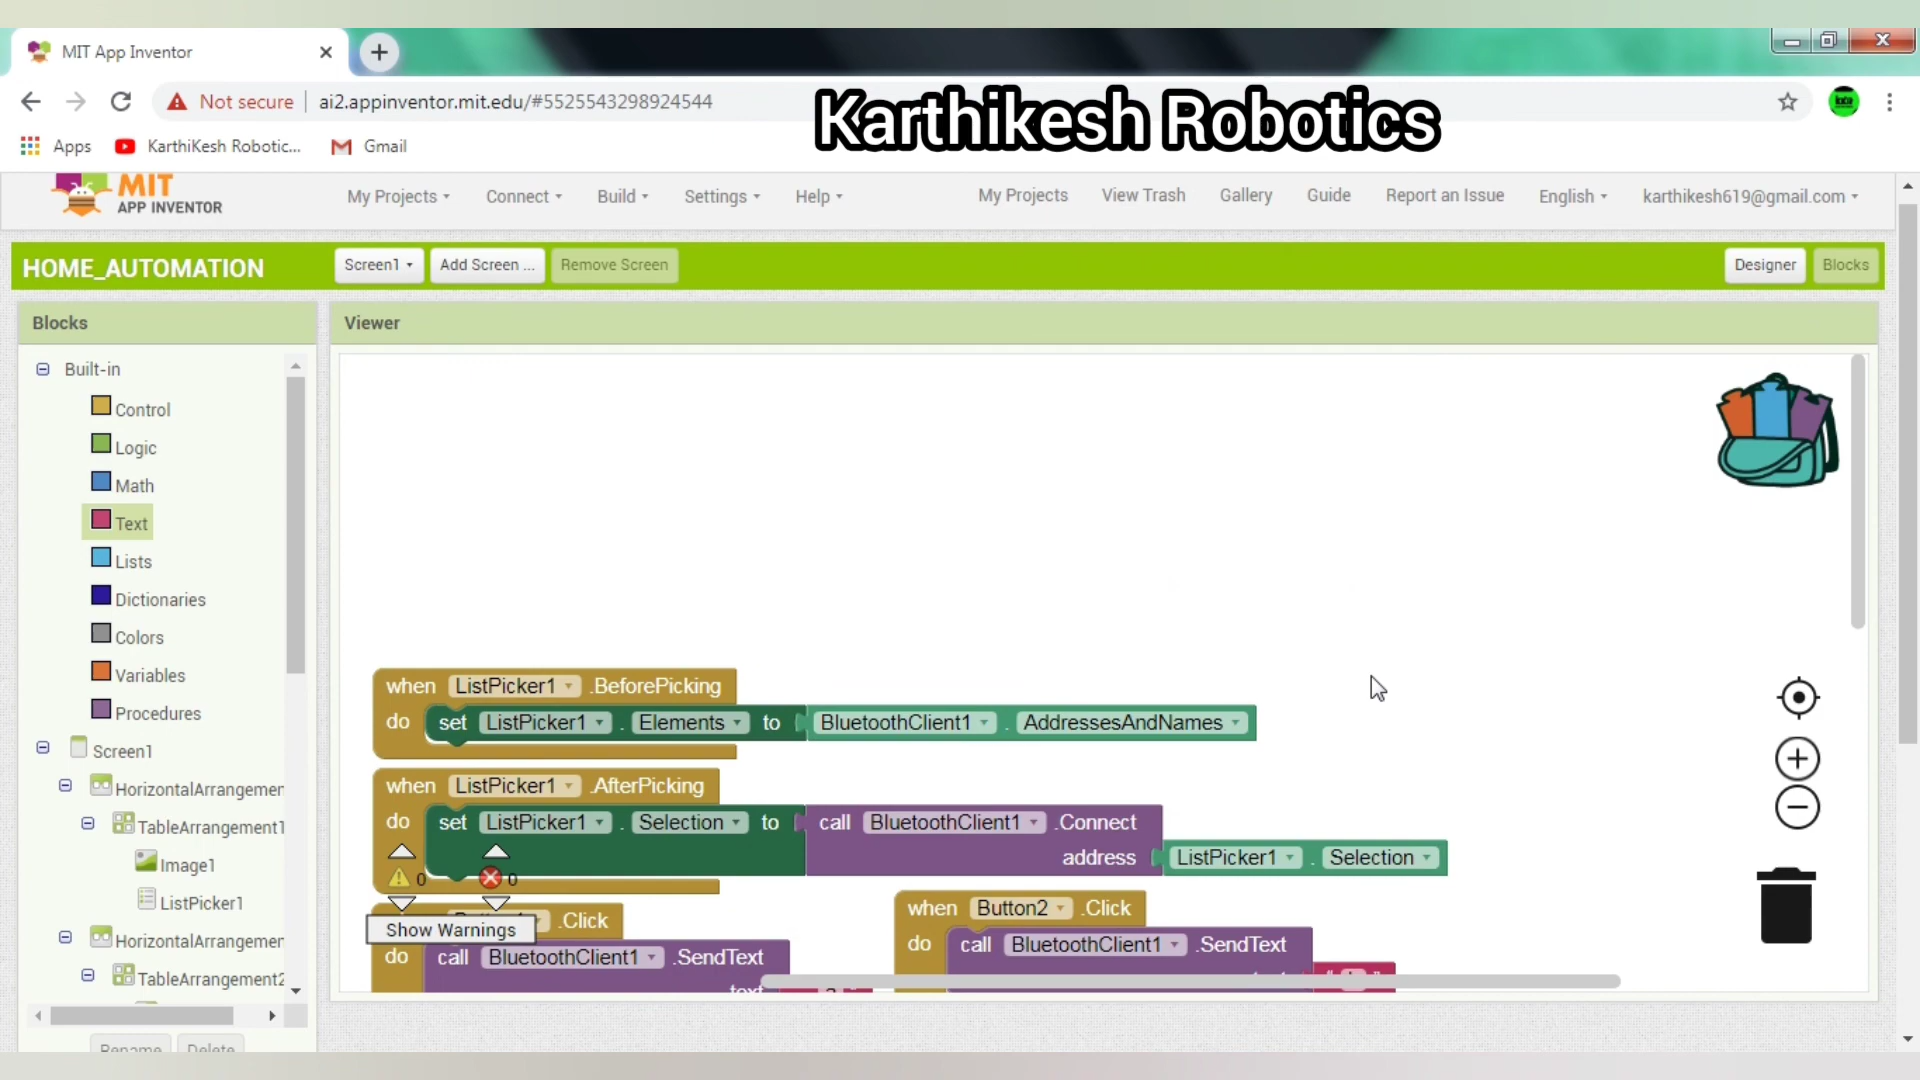 MIT App Inventor
Not secure ai2.appinventor.mit.edu/#5525543298924544
Karthikesh Robotics
Apps KarthiKesh Robotic... Gmail
MIT
APP INVENTOR
My Projects Connect Build Settings Help My Projects View Trash Gallery Guide Report an Issue English karthikesh619@gmail.com
HOME_AUTOMATION Screen1 Add Screen ... Remove Screen Designer Blocks
Blocks Viewer
Built-in
Control
Logic
Math
Text
Lists
Dictionaries
Colors
Variables
Procedures
Screen1
HorizontalArrangemen
TableArrangement1
Image1
ListPicker1
HorizontalArrangemen
TableArrangement2
Rename Delete
when ListPicker1 .BeforePicking
do set ListPicker1 . Elements to BluetoothClient1 . AddressesAndNames
when ListPicker1 .AfterPicking
do set ListPicker1 . Selection to call BluetoothClient1 .Connect
address ListPicker1 . Selection
0 0
Show Warnings
.Click
do call BluetoothClient1 .SendText
text
when Button2 .Click
do call BluetoothClient1 .SendText